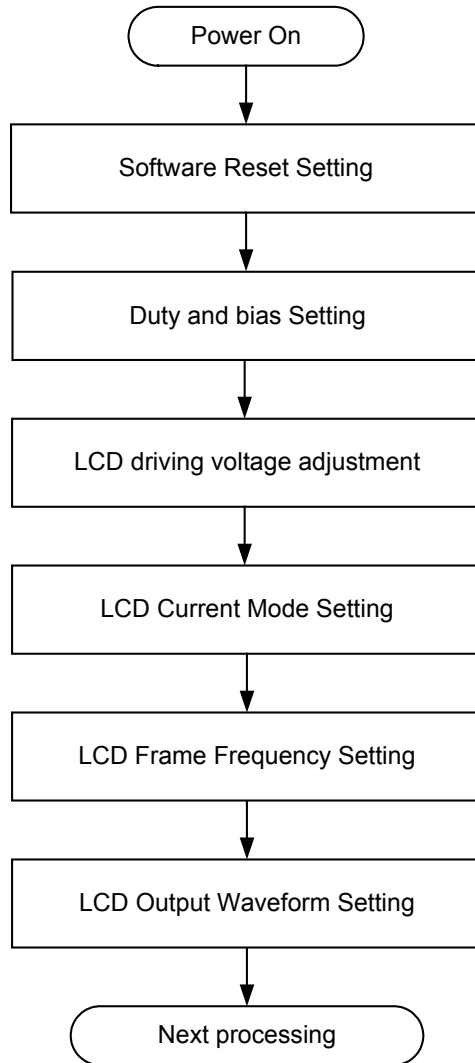 Power On
Software Reset Setting
Duty and bias Setting
LCD driving voltage adjustment
LCD Current Mode Setting
LCD Frame Frequency Setting
LCD Output Waveform Setting
Next processing